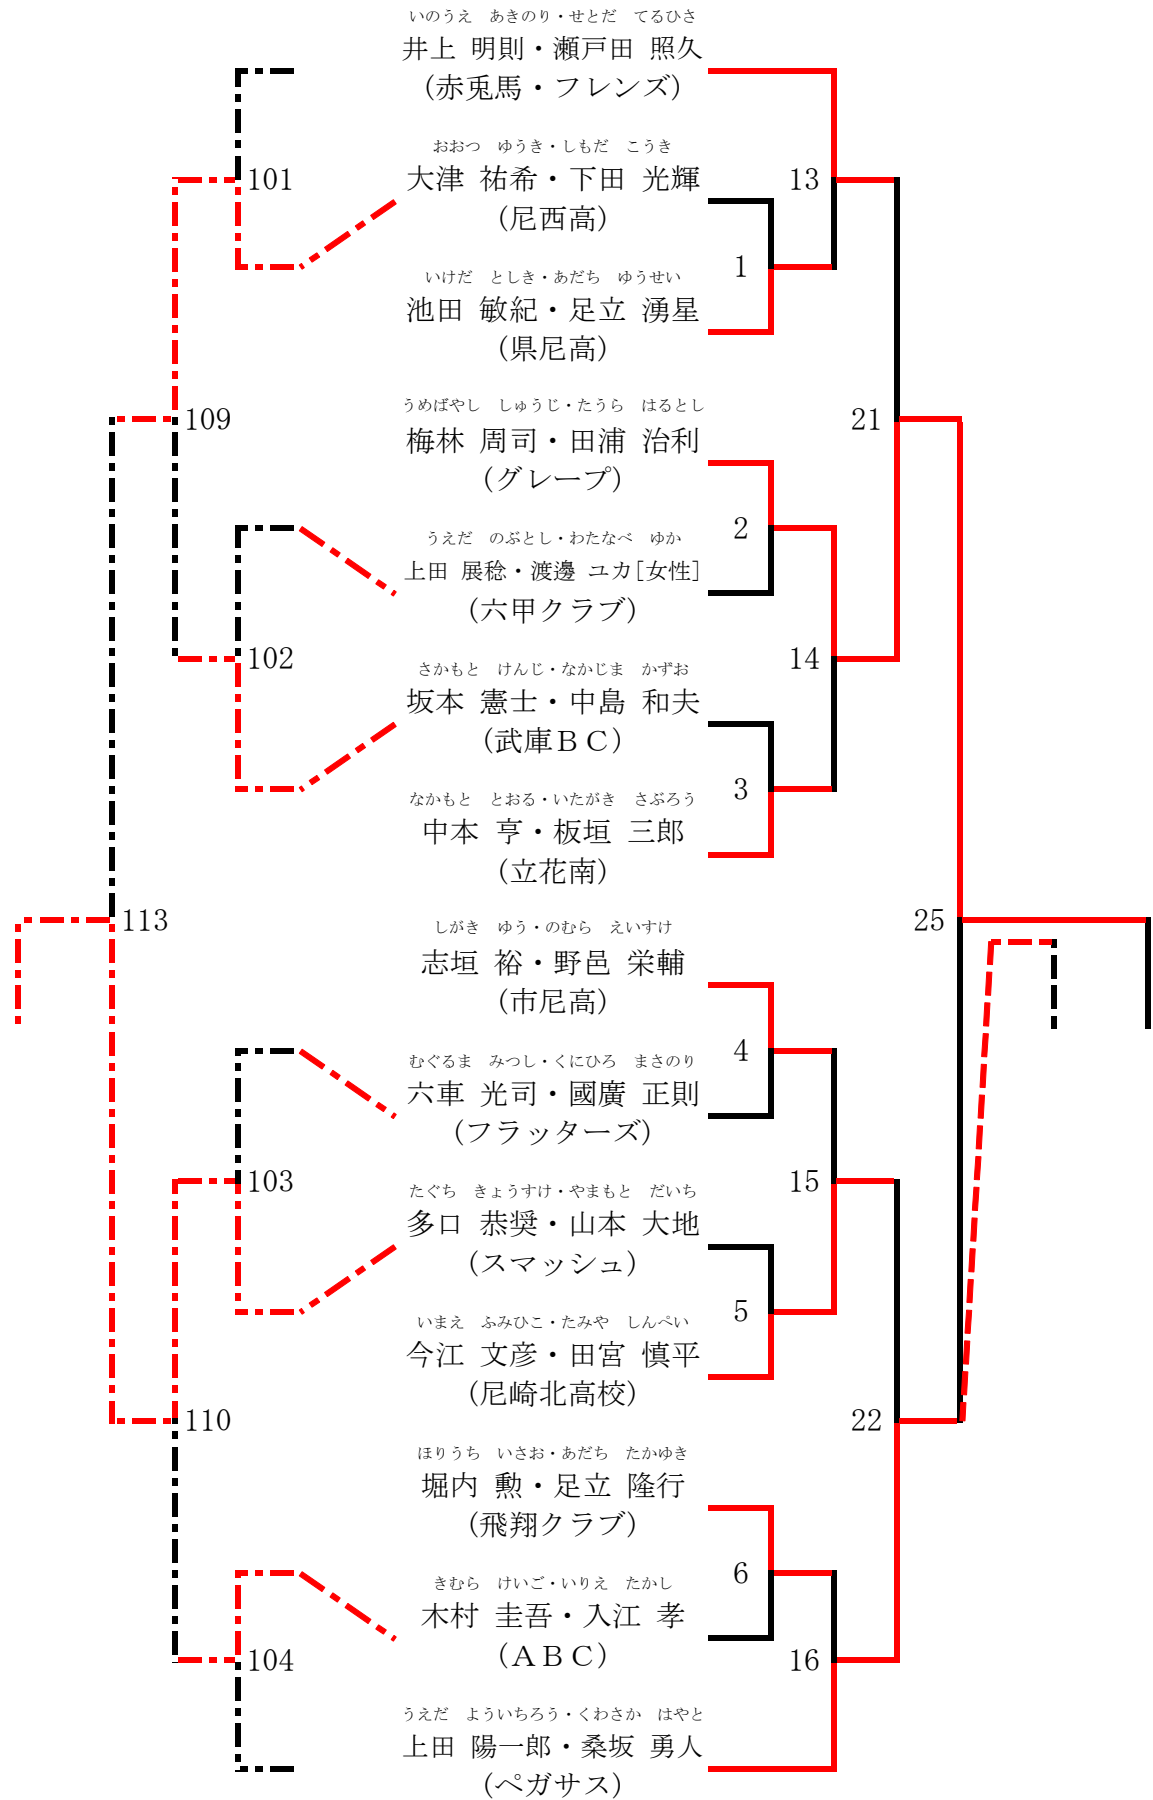 いのうえ　あきのり・せとだ　てるひさ
井上 明則・瀬戸田 照久
(赤兎馬・フレンズ)
おおつ　ゆうき・しもだ　こうき
101
大津 祐希・下田 光輝
13
(尼西高)
1
いけだ　としき・あだち　ゆうせい
池田 敏紀・足立 湧星
(県尼高)
うめばやし　しゅうじ・たうら　はるとし
109
21
梅林 周司・田浦 治利
(グレープ)
2
うえだ　のぶとし・わたなべ　ゆか
上田 展稔・渡邊 ユカ[女性]
(六甲クラブ)
102
14
さかもと　けんじ・なかじま　かずお
坂本 憲士・中島 和夫
(武庫ＢＣ)
3
なかもと　とおる・いたがき　さぶろう
中本 亨・板垣 三郎
(立花南)
113
25
しがき　ゆう・のむら　えいすけ
志垣 裕・野邑 栄輔
(市尼高)
4
むぐるま　みつし・くにひろ　まさのり
六車 光司・國廣 正則
(フラッターズ)
103
15
たぐち　きょうすけ・やまもと　だいち
多口 恭奨・山本 大地
(スマッシュ)
5
いまえ　ふみひこ・たみや　しんぺい
今江 文彦・田宮 慎平
(尼崎北高校)
110
22
ほりうち　いさお・あだち　たかゆき
堀内 勲・足立 隆行
(飛翔クラブ)
6
きむら　けいご・いりえ　たかし
木村 圭吾・入江 孝
(ＡＢＣ)
104
16
うえだ　よういちろう・くわさか　はやと
上田 陽一郎・桑坂 勇人
(ペガサス)